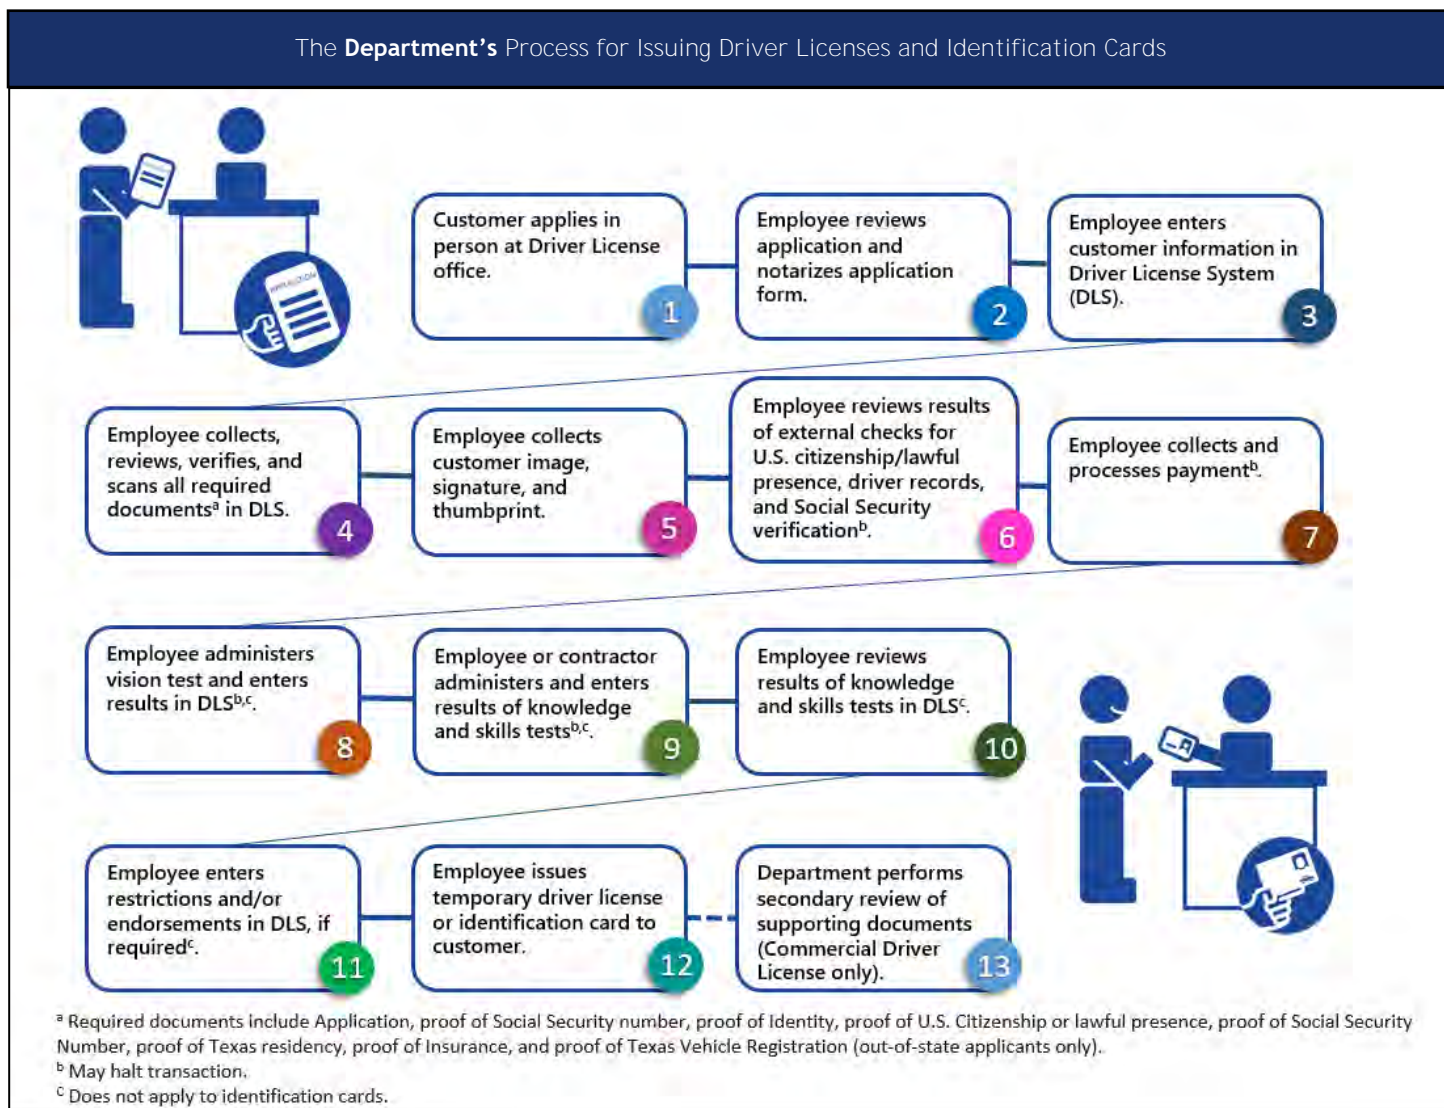 The Department's Process for Issuing Driver Licenses and Identification Cards
APPLICATION
Customer applies in
person at Driver License
office.
1
Employee reviews
application and
notarizes application
form.
2
Employee enters
customer information in
Driver License System
(DLS).
3
Employee collects,
reviews, verifies, and
scans all required
documentsᵃ in DLS.
4
Employee collects
customer image,
signature, and
thumbprint.
5
Employee reviews results
of external checks for
U.S. citizenship/lawful
presence, driver records,
and Social Security
verificationᵇ.
6
Employee collects and
processes paymentᵇ.
7
Employee administers
vision test and enters
results in DLSᵇ,ᶜ.
8
Employee or contractor
administers and enters
results of knowledge
and skills testsᵇ,ᶜ.
9
Employee reviews
results of knowledge
and skills tests in DLSᶜ.
10
Employee enters
restrictions and/or
endorsements in DLS, if
requiredᶜ.
11
Employee issues
temporary driver license
or identification card to
customer.
12
Department performs
secondary review of
supporting documents
(Commercial Driver
License only).
13
ᵃ Required documents include Application, proof of Social Security number, proof of Identity, proof of U.S. Citizenship or lawful presence, proof of Social Security
Number, proof of Texas residency, proof of Insurance, and proof of Texas Vehicle Registration (out-of-state applicants only).
ᵇ May halt transaction.
ᶜ Does not apply to identification cards.